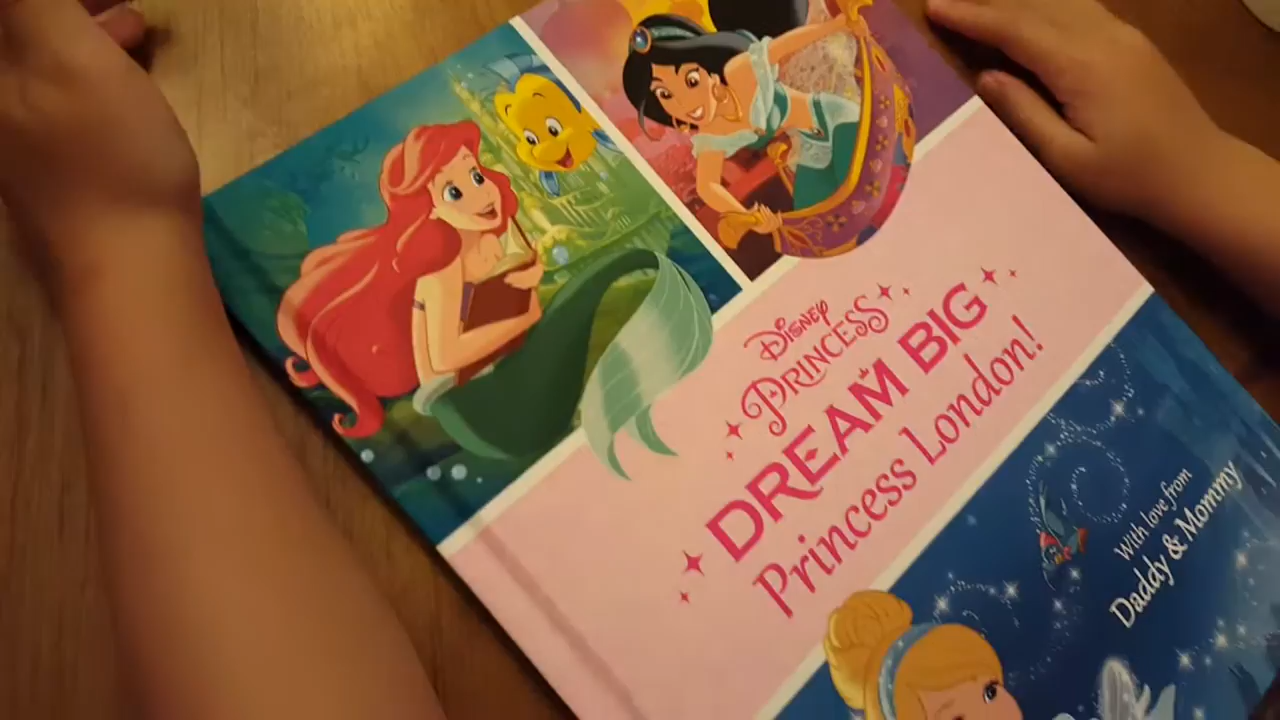 Disney
PRINCESS
DREAM BIG
Princess London!
With love from
Daddy & Mommy